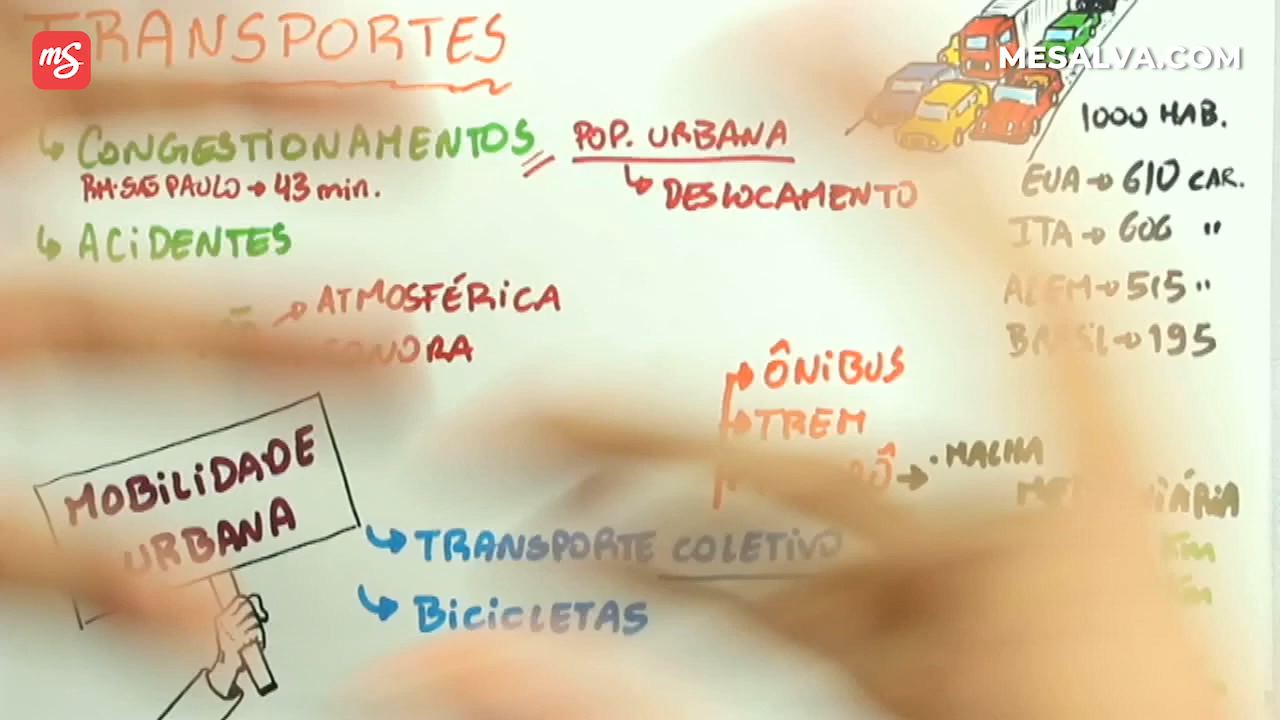 TRANSPORTES
ms
MESALVA.COM
↳ CONGESTIONAMENTOS
RM. SÃO PAULO → 43 min.
POP. URBANA
↳ DESLOCAMENTO
↳ ACIDENTES
→ ATMOSFÉRICA
SONORA
1000 HAB.
EUA → 610 CAR.
ITA → 606 "
ALEM → 515 "
BRASIL → 195
MOBILIDADE
URBANA
→ ÔNIBUS
→ TREM
→ • MALHA
↳ TRANSPORTE COLETIVO
↳ BICICLETAS